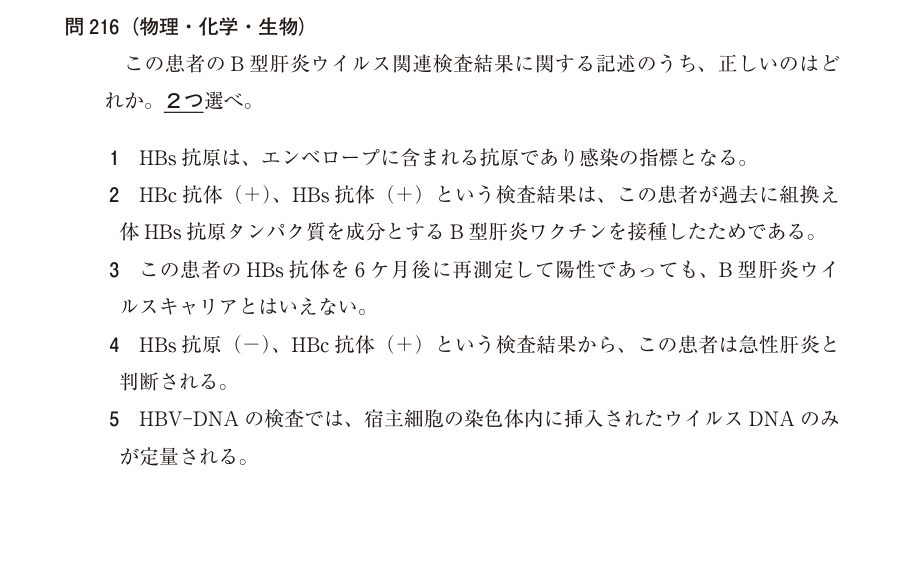 問 216（物理・化学・生物）
この患者の B 型肝炎ウイルス関連検査結果に関する記述のうち、正しいのはど
れか。２つ選べ。
1 HBs 抗原は、エンベロープに含まれる抗原であり感染の指標となる。
2 HBc 抗体（＋）、HBs 抗体（＋）という検査結果は、この患者が過去に組換え
体 HBs 抗原タンパク質を成分とする B 型肝炎ワクチンを接種したためである。
3 この患者の HBs 抗体を 6 ケ月後に再測定して陽性であっても、B 型肝炎ウイ
ルスキャリアとはいえない。
4 HBs 抗原（－）、HBc 抗体（＋）という検査結果から、この患者は急性肝炎と
判断される。
5 HBV-DNA の検査では、宿主細胞の染色体内に挿入されたウイルス DNA のみ
が定量される。